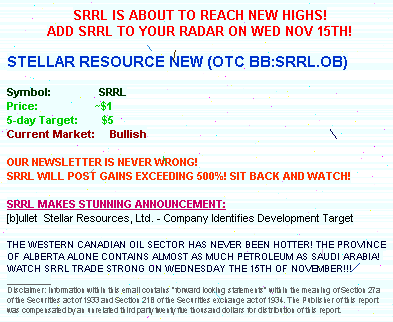 SRRL IS ABOUT TO REACH NEW HIGHS!
ADD SRRL TO YOUR RADAR ON WED NOV 15TH!
STELLAR RESOURCE NEW (OTC BB:SRRL.OB)
Symbol: SRRL
Price: ~$1
5-day Target: $5
Current Market: Bullish
OUR NEWSLETTER IS NEVER WRONG!
SRRL WILL POST GAINS EXCEEDING 500%! SIT BACK AND WATCH!
SRRL MAKES STUNNING ANNOUNCEMENT:
[b]ullet Stellar Resources, Ltd. - Company Identifies Development Target
THE WESTERN CANADIAN OIL SECTOR HAS NEVER BEEN HOTTER! THE PROVINCE
OF ALBERTA ALONE CONTAINS ALMOST AS MUCH PETROLEUM AS SAUDI ARABIA!
WATCH SRRL TRADE STRONG ON WEDNESDAY THE 15TH OF NOVEMBER!!!
Disclaimer: Information within this email contains "forward looking statements" within the meaning of Section 27a
of the Securities act of 1933 and Section 21B of the Securities exchange act of 1934. The Publisher of this report
was compensated by an unrelated third party twenty five thousand dollars for distribution of this report.